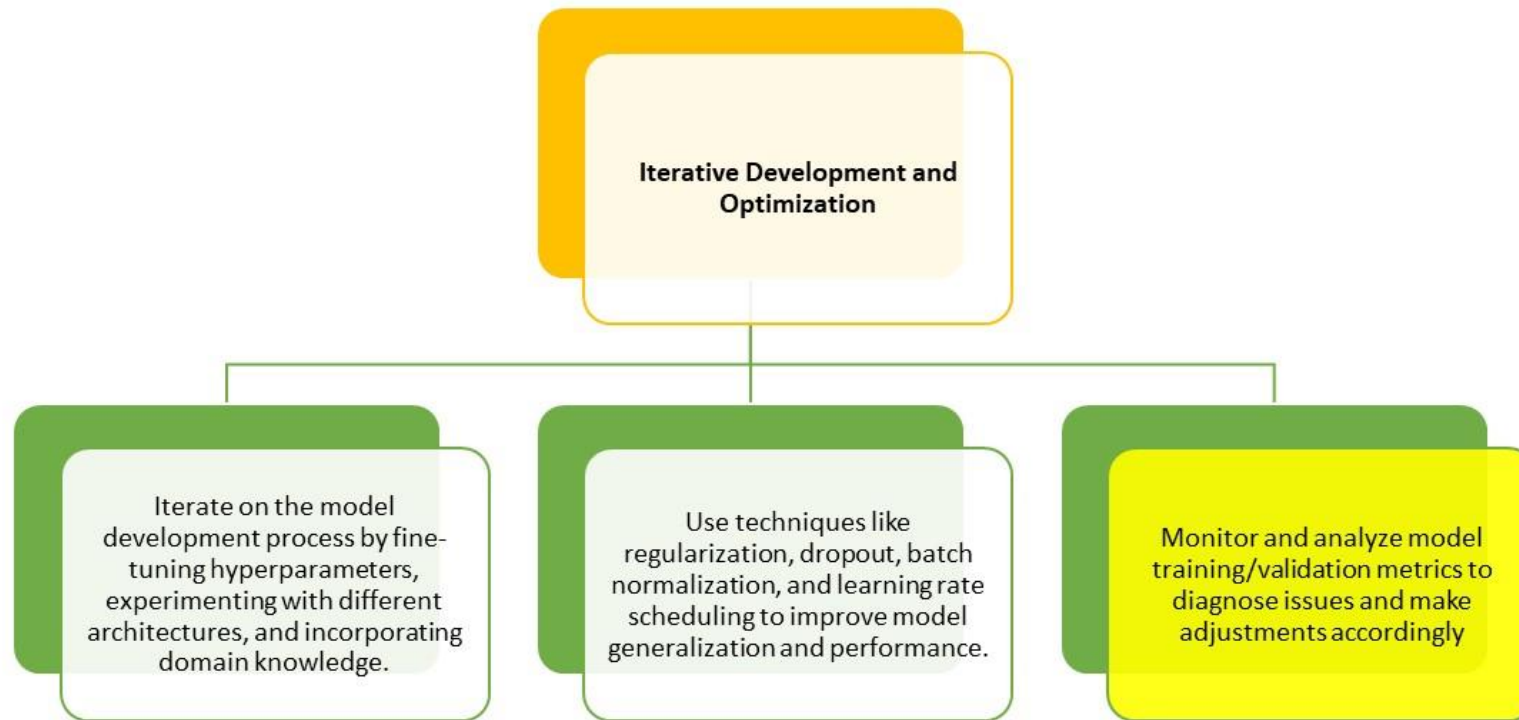 Iterative Development and
Optimization
Iterate on the model
development process by fine-
tuning hyperparameters,
experimenting with different
architectures, and incorporating
domain knowledge.
Use techniques like
regularization, dropout, batch
normalization, and learning rate
scheduling to improve model
generalization and performance.
Monitor and analyze model
training/validation metrics to
diagnose issues and make
adjustments accordingly